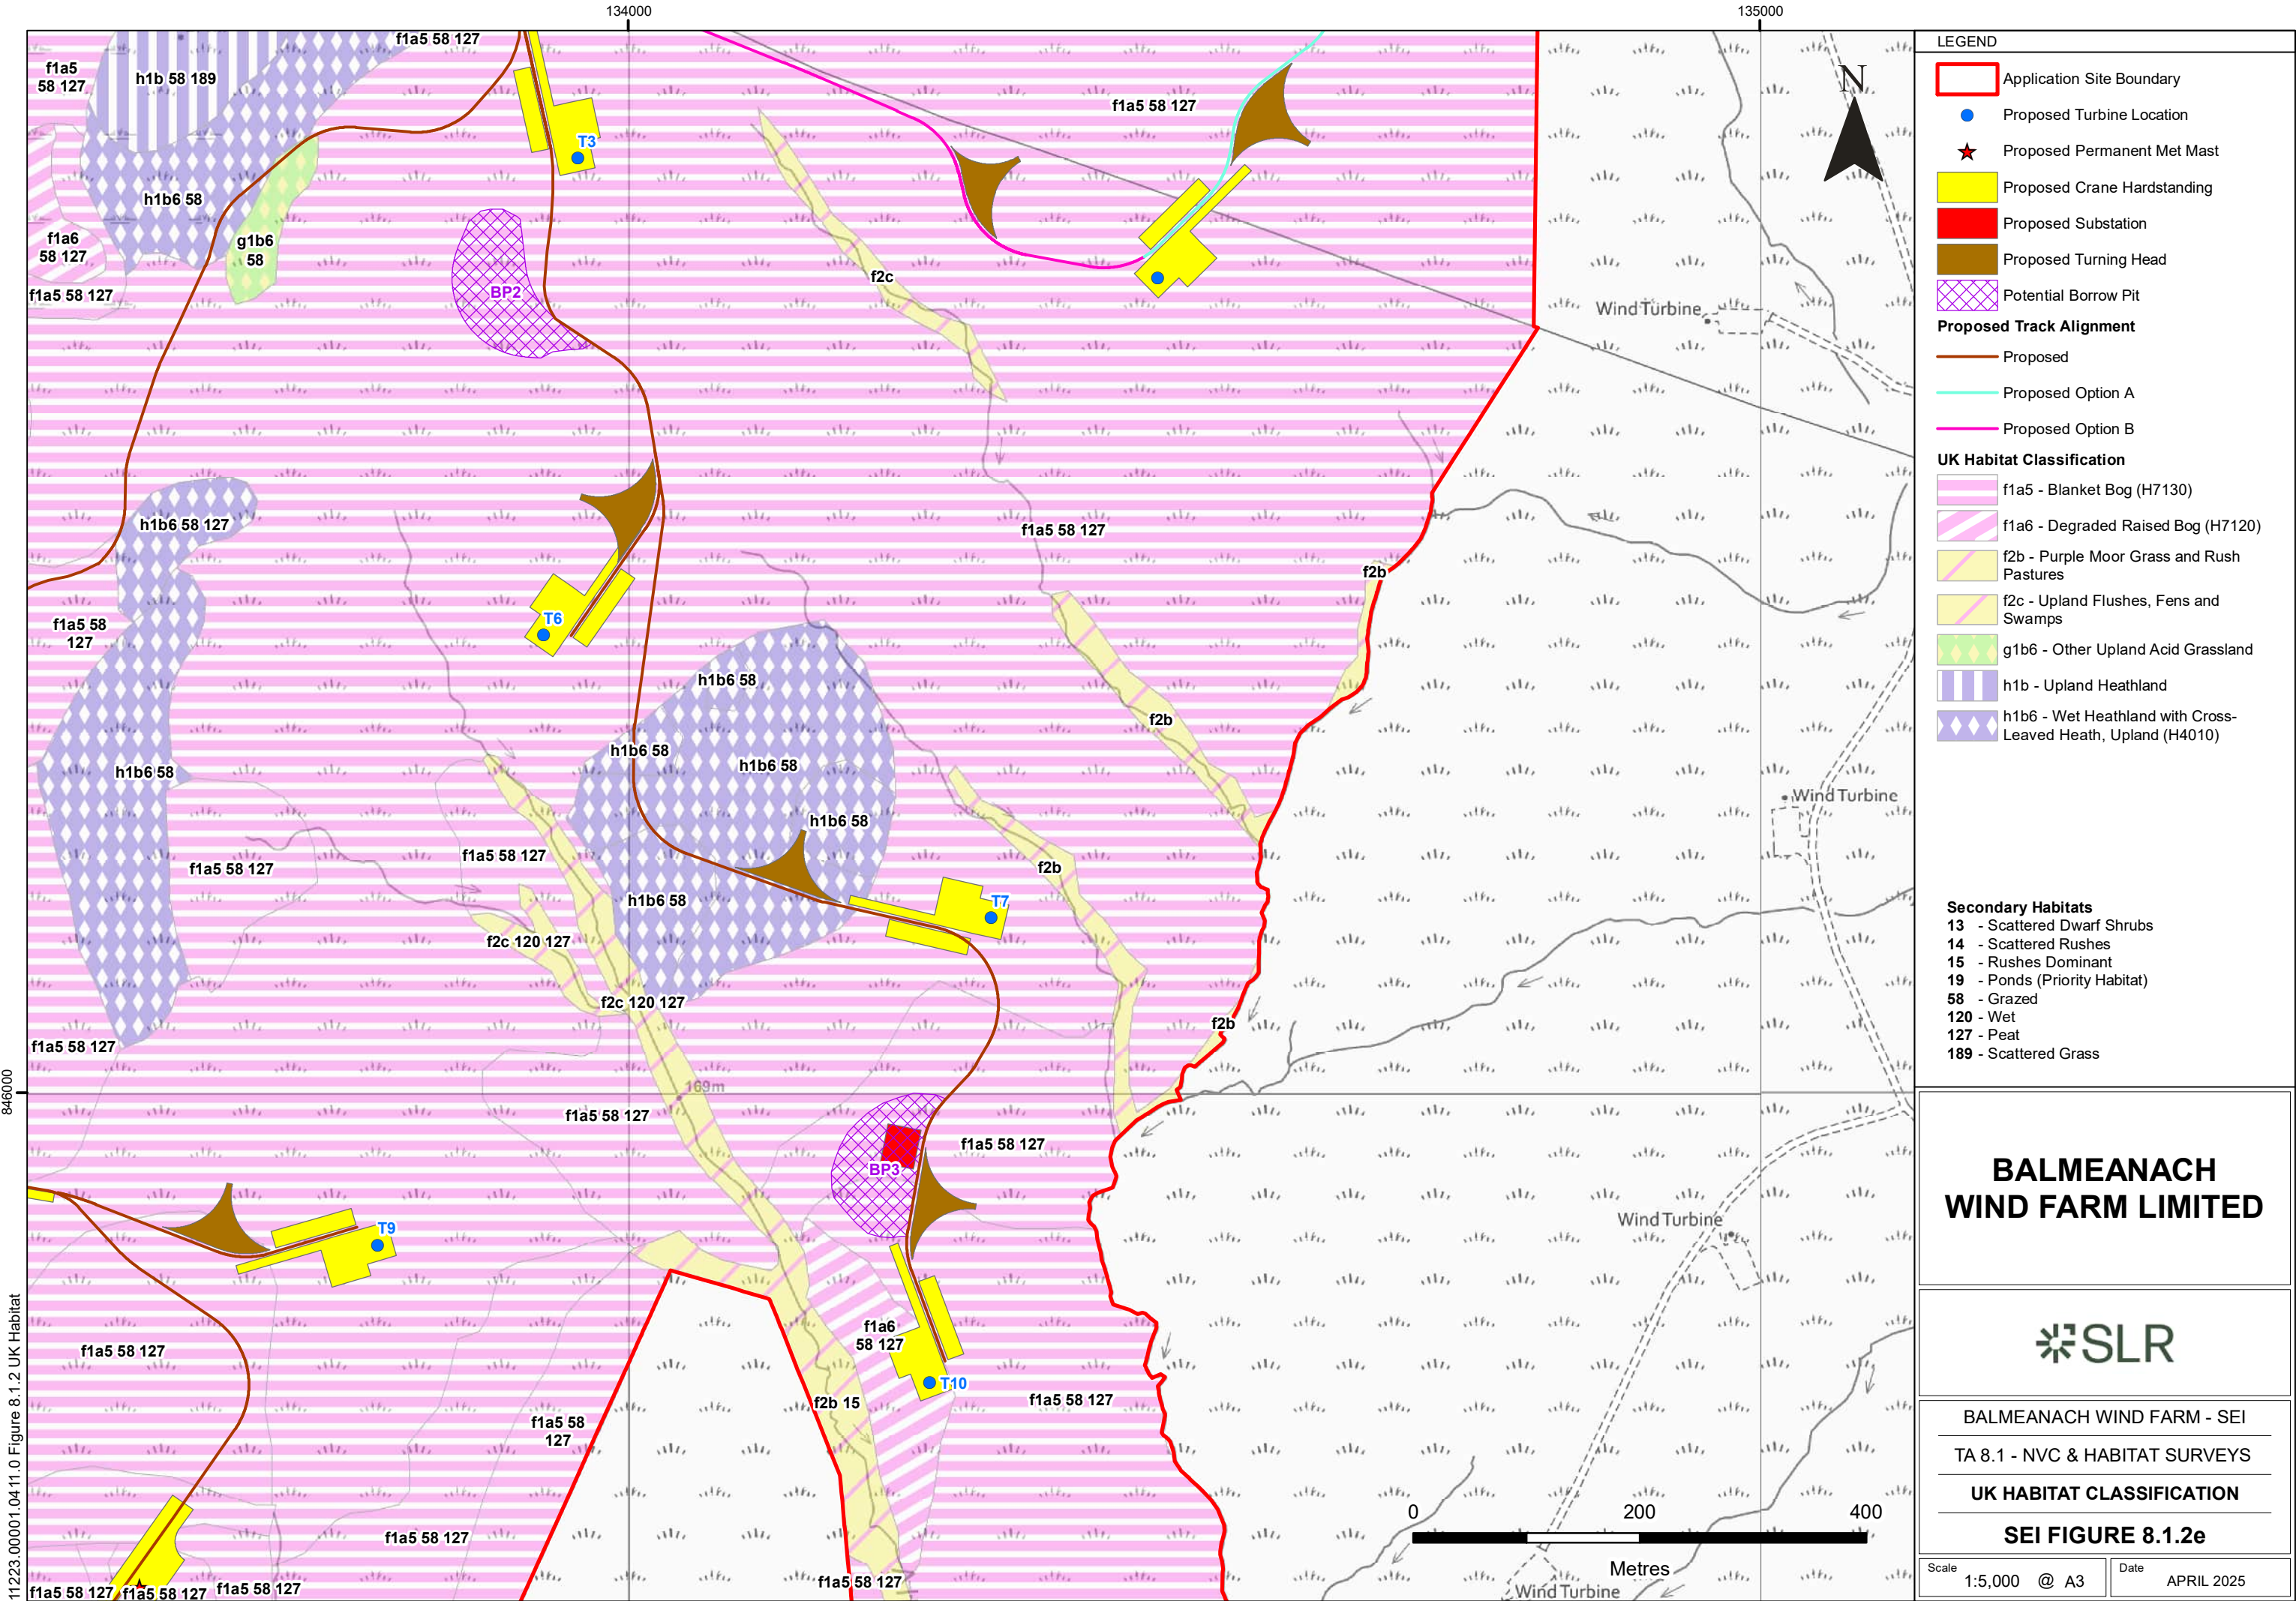 134000
135000
846000
f1a5 58 127
f1a5
58 127
h1b 58 189
h1b6 58
f1a6
58 127
g1b6
58
f1a5 58 127
T3
BP2
f1a5 58 127
f2c
Wind Turbine
h1b6 58 127
f1a5 58 127
f2b
T6
f1a5 58
127
h1b6 58
f2b
h1b6 58
h1b6 58
h1b6 58
Wind Turbine
h1b6 58
f1a5 58 127
f1a5 58 127
f2b
h1b6 58
T7
f2c 120 127
f2c 120 127
f2b
f1a5 58 127
169m
f1a5 58 127
f1a5 58 127
BP3
Wind Turbine
T9
f1a6
58 127
f1a5 58 127
T10
f2b 15
f1a5 58 127
f1a5 58
127
f1a5 58 127
f1a5 58 127
f1a5 58 127
f1a5 58 127
f1a5 58 127
Wind Turbine
0 200 400
Metres
11223.00001.04 11.0 Figure 8.1.2 UK Habitat
N
LEGEND
Application Site Boundary
Proposed Turbine Location
Proposed Permanent Met Mast
Proposed Crane Hardstanding
Proposed Substation
Proposed Turning Head
Potential Borrow Pit
Proposed Track Alignment
Proposed
Proposed Option A
Proposed Option B
UK Habitat Classification
f1a5 - Blanket Bog (H7130)
f1a6 - Degraded Raised Bog (H7120)
f2b - Purple Moor Grass and Rush
Pastures
f2c - Upland Flushes, Fens and
Swamps
g1b6 - Other Upland Acid Grassland
h1b - Upland Heathland
h1b6 - Wet Heathland with Cross-
Leaved Heath, Upland (H4010)
Secondary Habitats
13 - Scattered Dwarf Shrubs
14 - Scattered Rushes
15 - Rushes Dominant
19 - Ponds (Priority Habitat)
58 - Grazed
120 - Wet
127 - Peat
189 - Scattered Grass
BALMEANACH
WIND FARM LIMITED
SLR
BALMEANACH WIND FARM - SEI
TA 8.1 - NVC & HABITAT SURVEYS
UK HABITAT CLASSIFICATION
SEI FIGURE 8.1.2e
Scale 1:5,000 @ A3
Date APRIL 2025